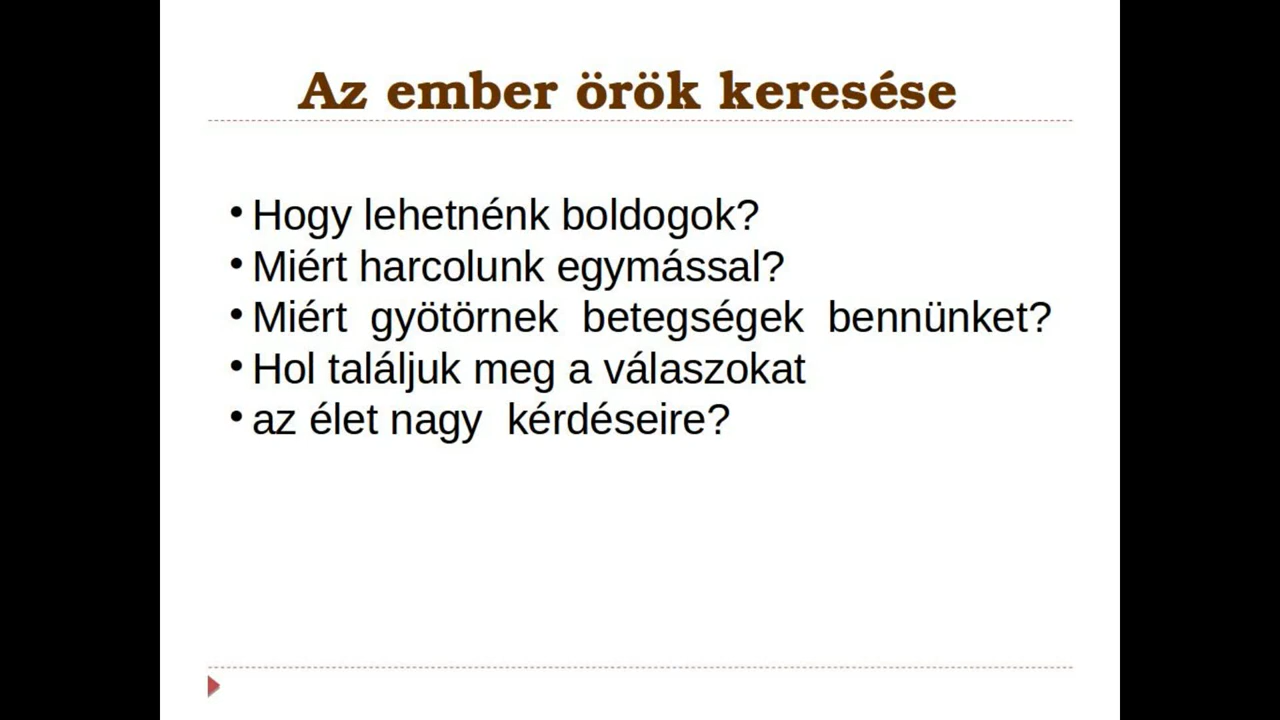 Az ember örök keresése
• Hogy lehetnénk boldogok?
• Miért harcolunk egymással?
• Miért gyötörnek betegségek bennünket?
• Hol találjuk meg a válaszokat
• az élet nagy kérdéseire?